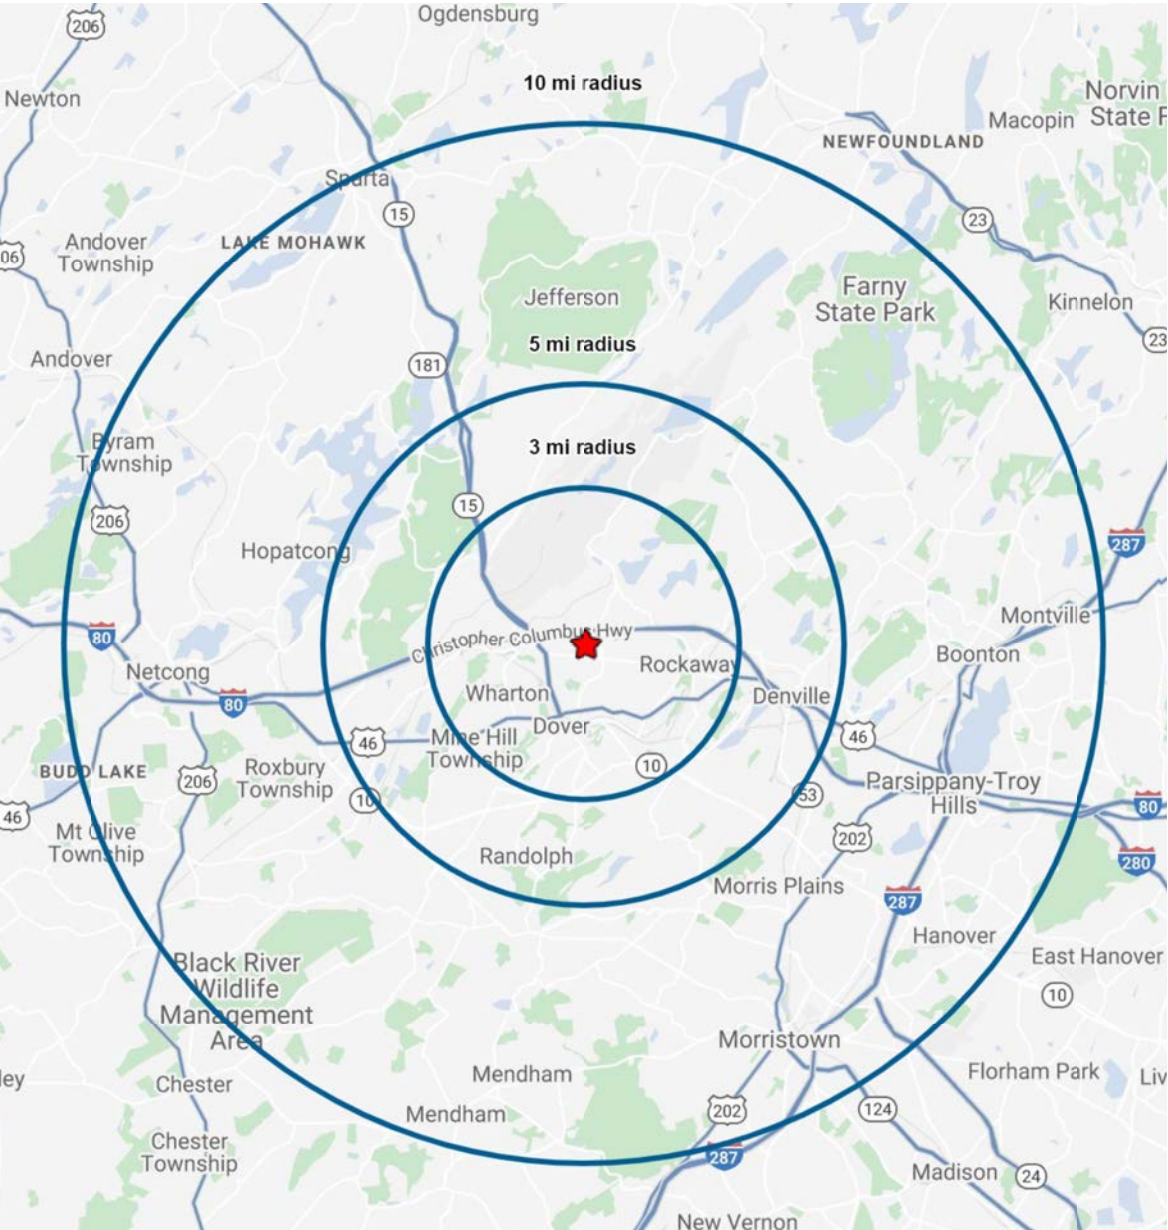 Ogdensburg
206
10 mi radius
Newton
Norvin
State F
Macopin
NEWFOUNDLAND
Sparta
15
23
Andover
Township
LAKE MOHAWK
06
Jefferson
Farny
State Park
Kinnelon
23
5 mi radius
Andover
181
Byram
Township
3 mi radius
15
206
287
Hopatcong
Montville
80
Christopher Columbus Hwy
Boonton
Netcong
Rockaway
Wharton
Denville
80
Dover
46
46
Mine Hill
Township
BUDD LAKE
206
Roxbury
Township
10
10
53
Parsippany-Troy
Hills
80
46
Mt Olive
Township
202
280
Randolph
Morris Plains
287
Hanover
East Hanover
Black River
Wildlife
Management
Area
10
Morristown
ley
Chester
Mendham
Florham Park
Liv
Mendham
202
124
Chester
Township
287
Madison
24
New Vernon